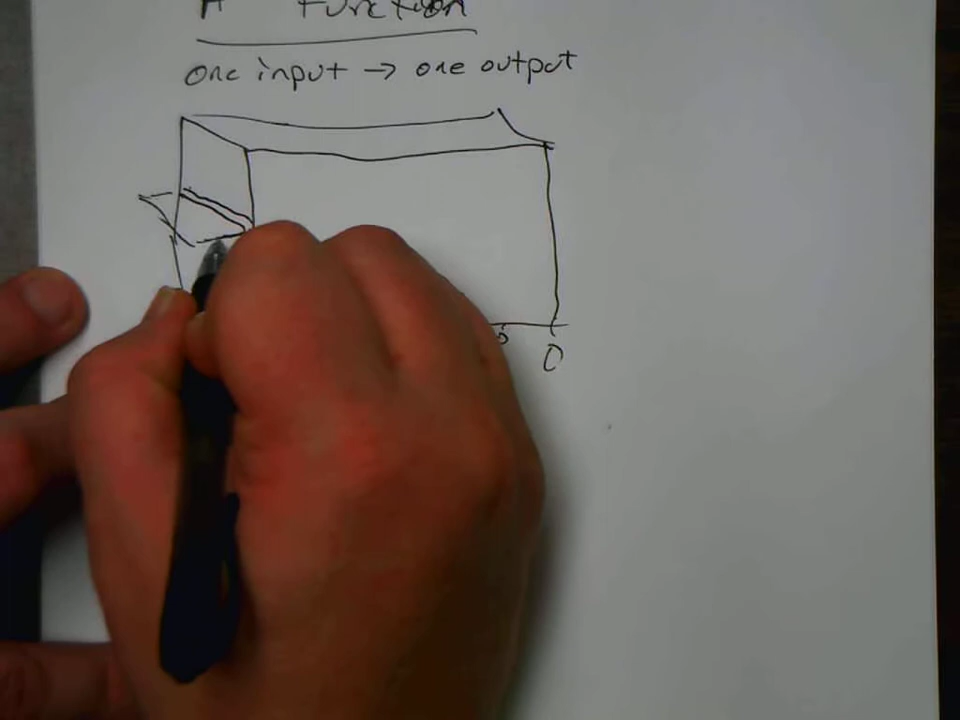 A Function
one input → one output